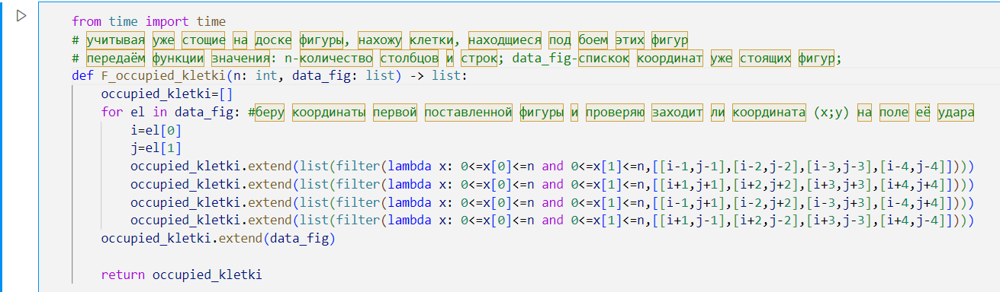 from time import time
# учитывая уже стощие на доске фигуры, нахожу клетки, находщиеся под боем этих фигур
# передаём функции значения: n-количество столбцов и строк; data_fig-спискок координат уже стоящих фигур;
def F_occupied_kletki(n: int, data_fig: list) -> list:
    occupied_kletki=[]
    for el in data_fig: #беру координаты первой поставленной фигуры и проверяю заходит ли координата (x;y) на поле её удара
        i=el[0]
        j=el[1]
        occupied_kletki.extend(list(filter(lambda x: 0<=x[0]<=n and 0<=x[1]<=n,[[i-1,j-1],[i-2,j-2],[i-3,j-3],[i-4,j-4]])))
        occupied_kletki.extend(list(filter(lambda x: 0<=x[0]<=n and 0<=x[1]<=n,[[i+1,j+1],[i+2,j+2],[i+3,j+3],[i+4,j+4]])))
        occupied_kletki.extend(list(filter(lambda x: 0<=x[0]<=n and 0<=x[1]<=n,[[i-1,j+1],[i-2,j+2],[i-3,j+3],[i-4,j+4]])))
        occupied_kletki.extend(list(filter(lambda x: 0<=x[0]<=n and 0<=x[1]<=n,[[i+1,j-1],[i+2,j-2],[i+3,j-3],[i+4,j-4]])))
    occupied_kletki.extend(data_fig)
    return occupied_kletki